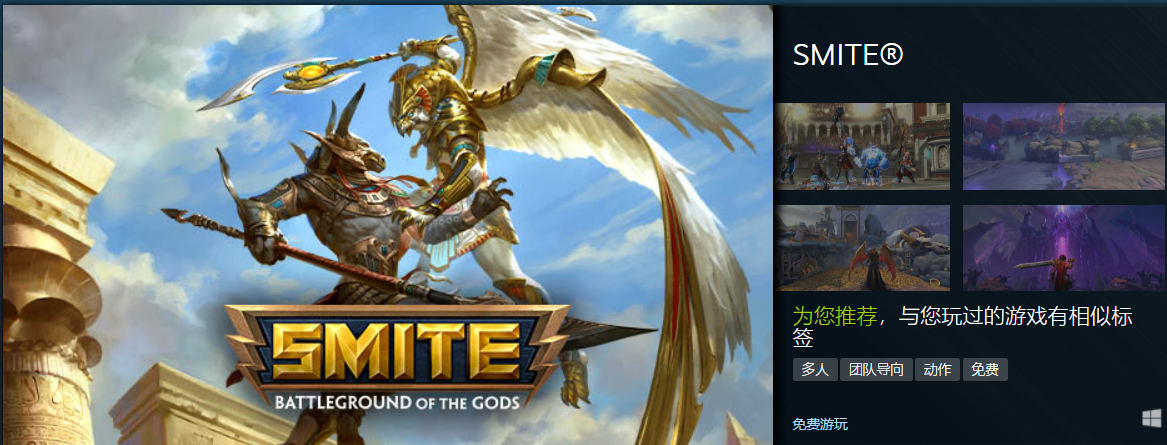 SMITE
BATTLEGROUND OF THE GODS
SMITE®
为您推荐，与您玩过的游戏有相似标
签
多人 团队导向 动作 免费
免费游玩